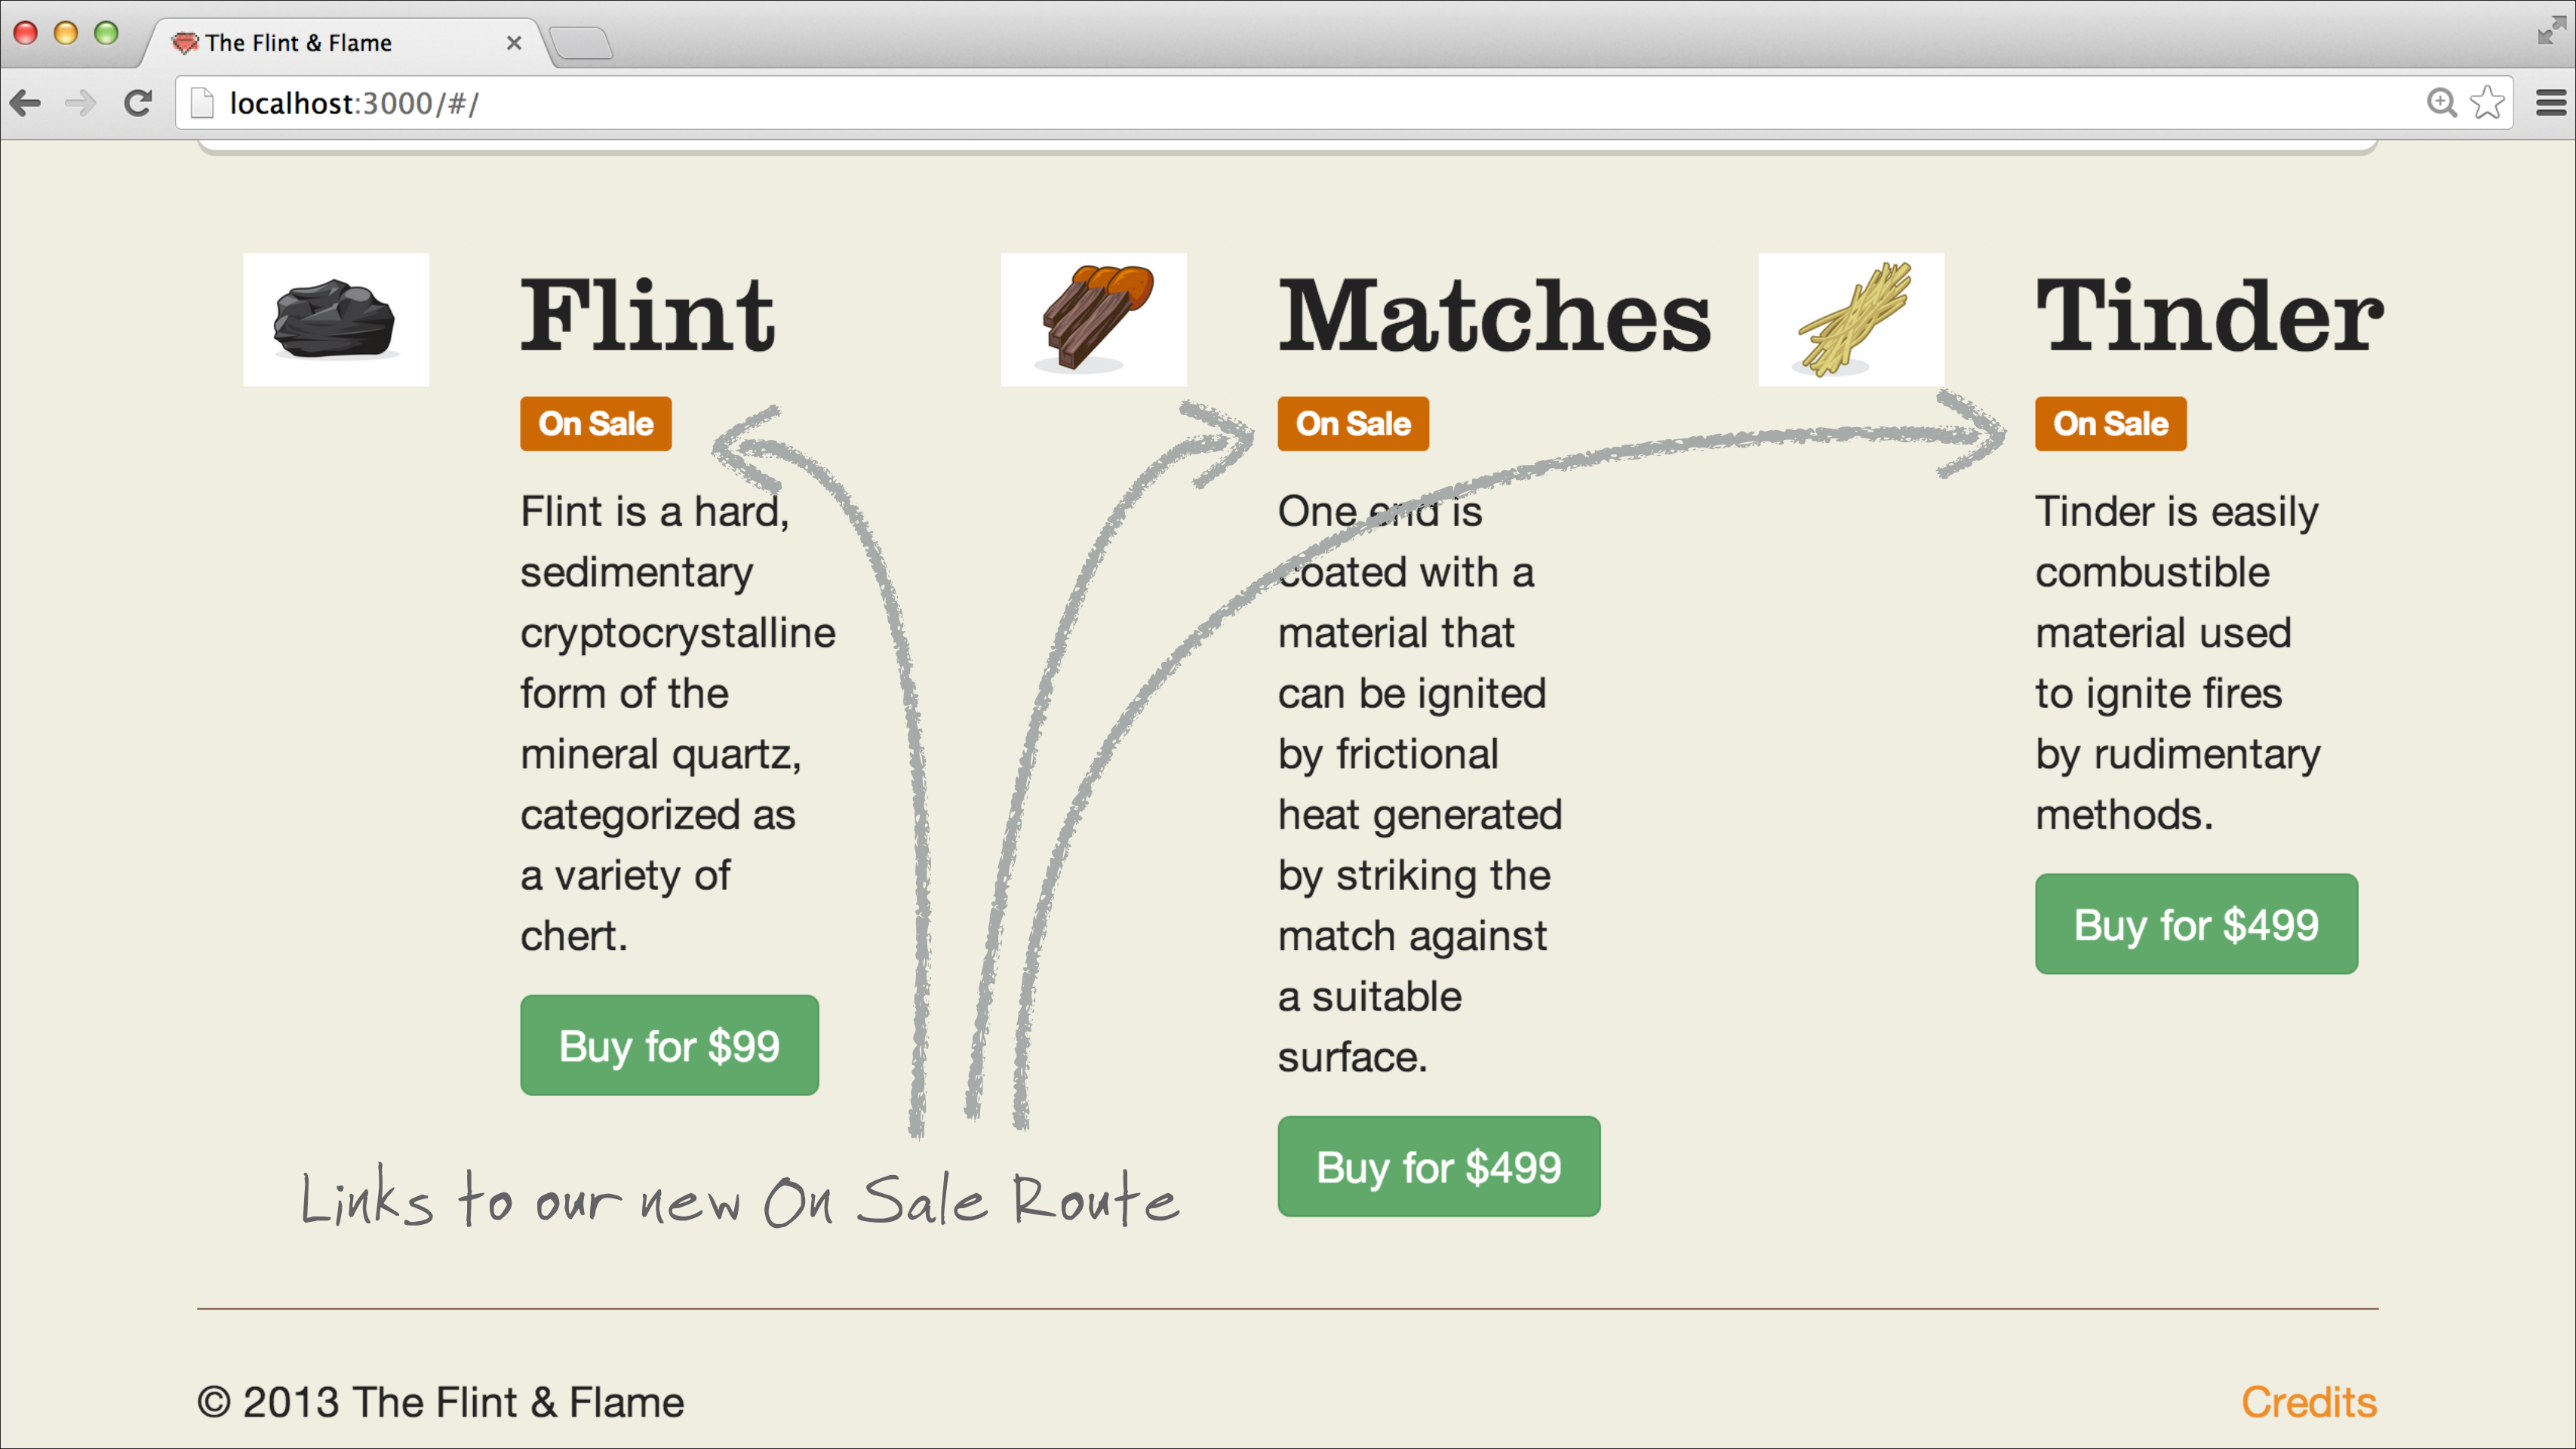 The Flint & Flame
localhost:3000/#/
Flint
On Sale
Flint is a hard,
sedimentary
cryptocrystalline
form of the
mineral quartz,
categorized as
a variety of
chert.
Buy for $99
Matches
On Sale
One end is
coated with a
material that
can be ignited
by frictional
heat generated
by striking the
match against
a suitable
surface.
Buy for $499
Tinder
On Sale
Tinder is easily
combustible
material used
to ignite fires
by rudimentary
methods.
Buy for $499
Links to our new On Sale Route
© 2013 The Flint & Flame
Credits